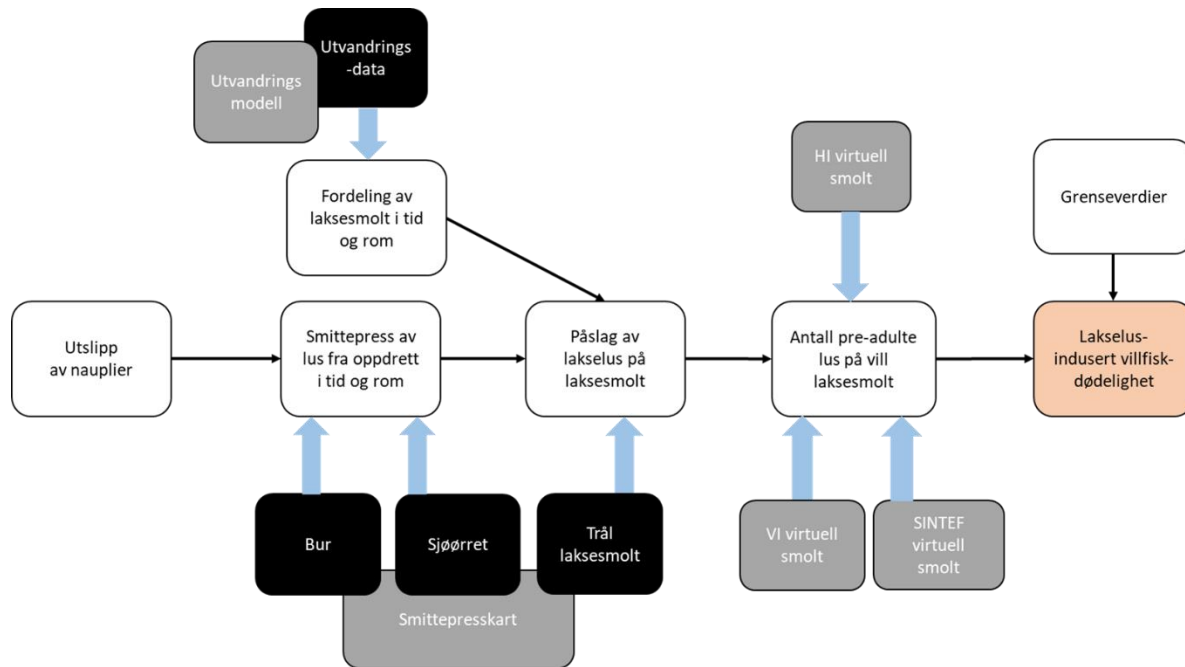 Utvandrings
-data
Utvandrings
modell
HI virtuell
smolt
Fordeling av
laksesmolt i tid
og rom
Grenseverdier
Utslipp
av nauplier
Smittepress av
lus fra oppdrett
i tid og rom
Påslag av
lakselus på
laksesmolt
Antall pre-adulte
lus på vill
laksesmolt
Lakselus-
indusert villfisk-
dødelighet
Bur
Sjøørret
Trål
laksesmolt
VI virtuell
smolt
SINTEF
virtuell
smolt
Smittepresskart